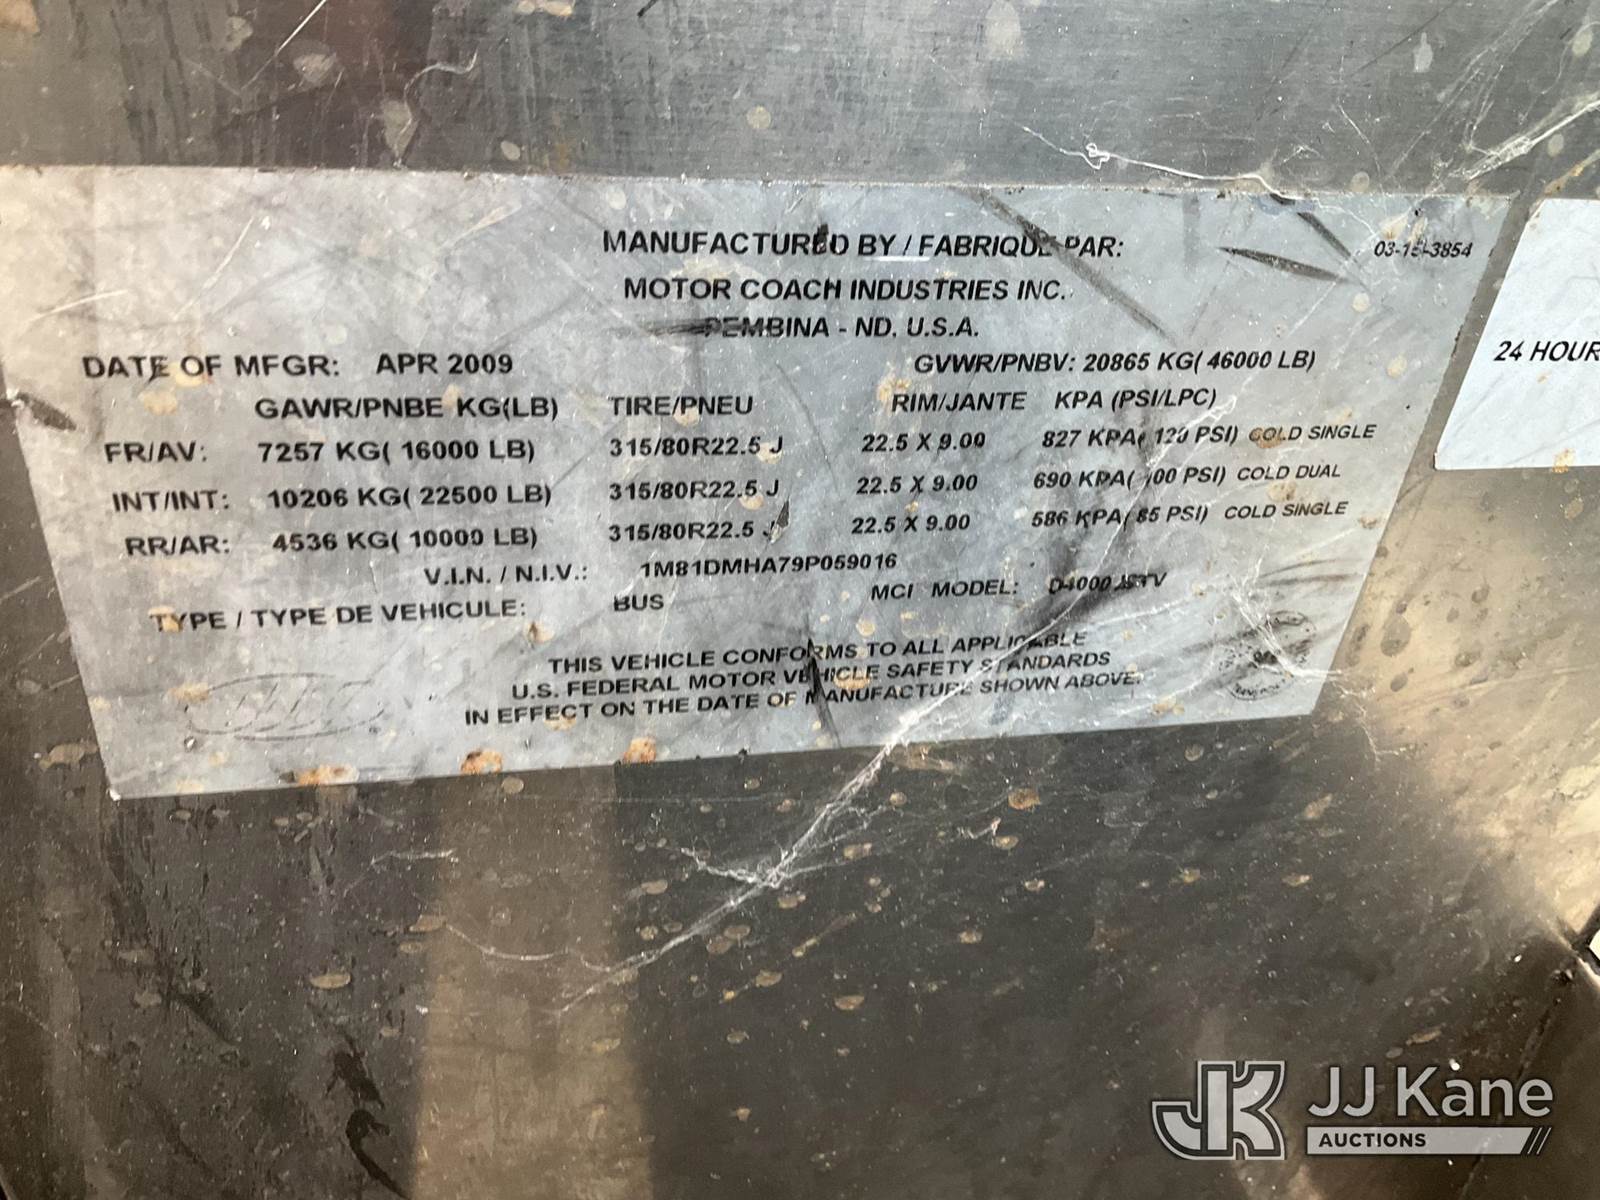 MANUFACTURED BY / FABRIQUE PAR:
03-15-3854
MOTOR COACH INDUSTRIES INC.
PEMBINA - ND, U.S.A.
DATE OF MFGR: APR 2009
GVWR/PNBV: 20865 KG( 46000 LB)
24 HOUR
GAWR/PNBE KG(LB) TIRE/PNEU RIM/JANTE KPA (PSI/LPC)
FR/AV: 7257 KG( 16000 LB) 315/80R22.5 J 22.5 X 9.00 827 KPA( 120 PSI) COLD SINGLE
INT/INT: 10206 KG( 22500 LB) 315/80R22.5 J 22.5 X 9.00 690 KPA( 100 PSI) COLD DUAL
RR/AR: 4536 KG( 10000 LB) 315/80R22.5 J 22.5 X 9.00 586 KPA( 85 PSI) COLD SINGLE
V.I.N. / N.I.V.: 1M81DMHA79P059016
TYPE / TYPE DE VEHICULE: BUS MCI MODEL: D4000
THIS VEHICLE CONFORMS TO ALL APPLICABLE
U.S. FEDERAL MOTOR VEHICLE SAFETY STANDARDS
IN EFFECT ON THE DATE OF MANUFACTURE SHOWN ABOVE.
JK JJ Kane
AUCTIONS